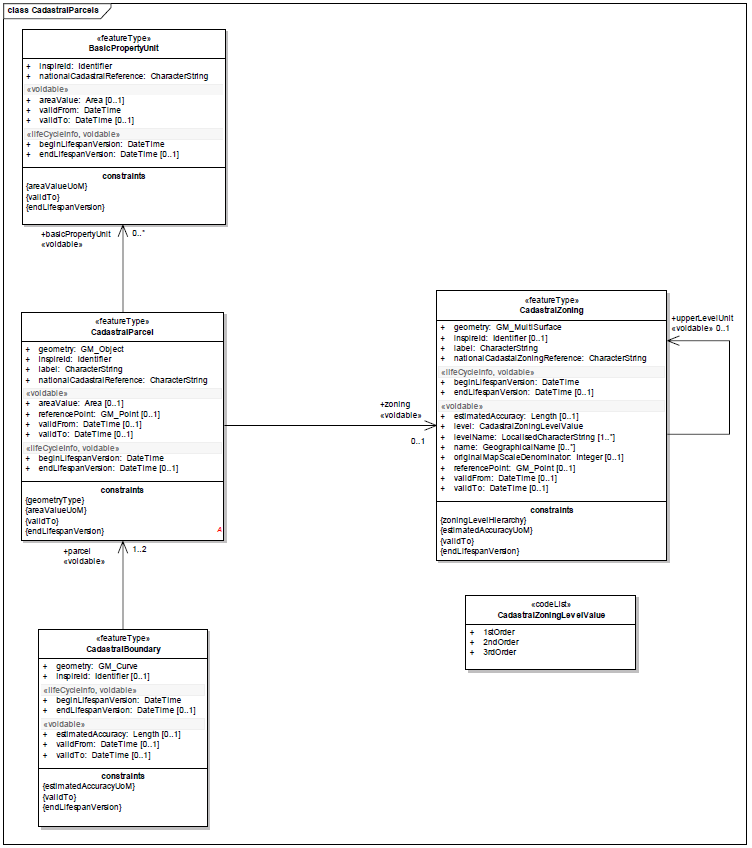 class CadastralParcels
«featureType»
BasicPropertyUnit
+ inspireId: Identifier
+ nationalCadastralReference: CharacterString
«voidable»
+ areaValue: Area [0..1]
+ validFrom: DateTime
+ validTo: DateTime [0..1]
«lifeCycleInfo, voidable»
+ beginLifespanVersion: DateTime
+ endLifespanVersion: DateTime [0..1]
constraints
{areaValueUoM}
{validTo}
{endLifespanVersion}
+basicPropertyUnit 0..*
«voidable»
«featureType»
CadastralParcel
+ geometry: GM_Object
+ inspireId: Identifier
+ label: CharacterString
+ nationalCadastralReference: CharacterString
«voidable»
+ areaValue: Area [0..1]
+ referencePoint: GM_Point [0..1]
+ validFrom: DateTime [0..1]
+ validTo: DateTime [0..1]
«lifeCycleInfo, voidable»
+ beginLifespanVersion: DateTime
+ endLifespanVersion: DateTime [0..1]
constraints
{geometryType}
{areaValueUoM}
{validTo}
{endLifespanVersion}
A
+zoning
«voidable»
0..1
«featureType»
CadastralZoning
+ geometry: GM_MultiSurface
+ inspireId: Identifier [0..1]
+ label: CharacterString
+ nationalCadastalZoningReference: CharacterString
«lifeCycleInfo, voidable»
+ beginLifespanVersion: DateTime
+ endLifespanVersion: DateTime [0..1]
«voidable»
+ estimatedAccuracy: Length [0..1]
+ level: CadastralZoningLevelValue
+ levelName: LocalisedCharacterString [1..*]
+ name: GeographicalName [0..*]
+ originalMapScaleDenominator: Integer [0..1]
+ referencePoint: GM_Point [0..1]
+ validFrom: DateTime [0..1]
+ validTo: DateTime [0..1]
constraints
{zoningLevelHierarchy}
{estimatedAccuracyUoM}
{validTo}
{endLifespanVersion}
+upperLevelUnit
«voidable» 0..1
+parcel 1..2
«voidable»
«featureType»
CadastralBoundary
+ geometry: GM_Curve
+ inspireId: Identifier [0..1]
«lifeCycleInfo, voidable»
+ beginLifespanVersion: DateTime
+ endLifespanVersion: DateTime [0..1]
«voidable»
+ estimatedAccuracy: Length [0..1]
+ validFrom: DateTime [0..1]
+ validTo: DateTime [0..1]
constraints
{estimatedAccuracyUoM}
{validTo}
{endLifespanVersion}
«codeList»
CadastralZoningLevelValue
+ 1stOrder
+ 2ndOrder
+ 3rdOrder